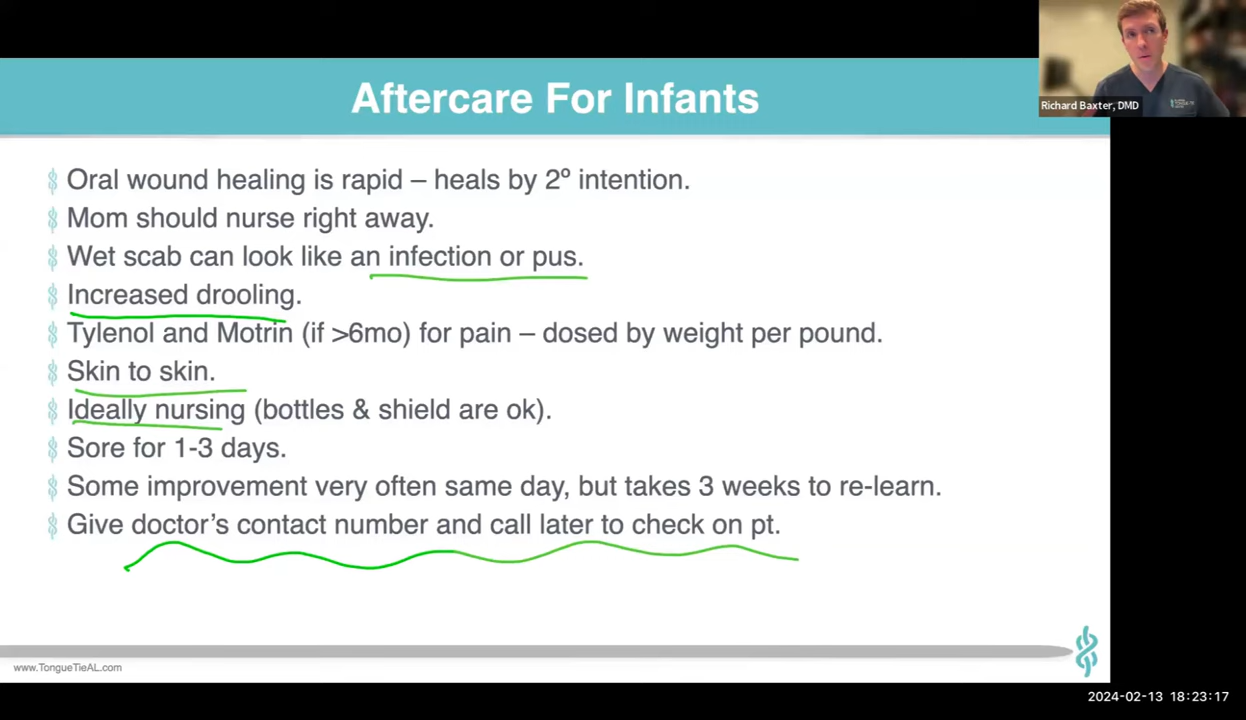 Aftercare For Infants
Richard Baxter, DMD
Oral wound healing is rapid – heals by 2º intention.
Mom should nurse right away.
Wet scab can look like an infection or pus.
Increased drooling.
Tylenol and Motrin (if >6mo) for pain – dosed by weight per pound.
Skin to skin.
Ideally nursing (bottles & shield are ok).
Sore for 1-3 days.
Some improvement very often same day, but takes 3 weeks to re-learn.
Give doctor’s contact number and call later to check on pt.
www.TongueTieAL.com
2024-02-13 18:23:17